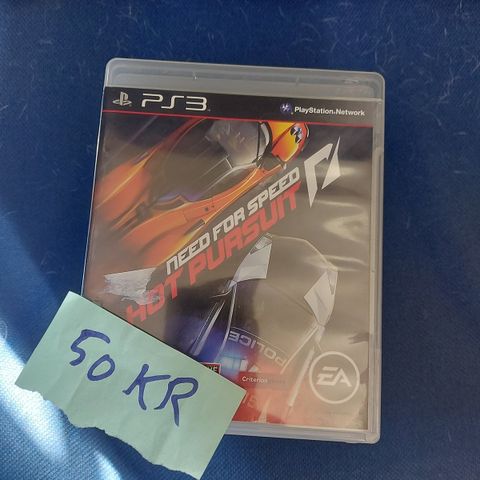 PS3
PlayStation Network
NEED FOR SPEED
HOT PURSUIT
POLICE
Criterion
EA
50 KR